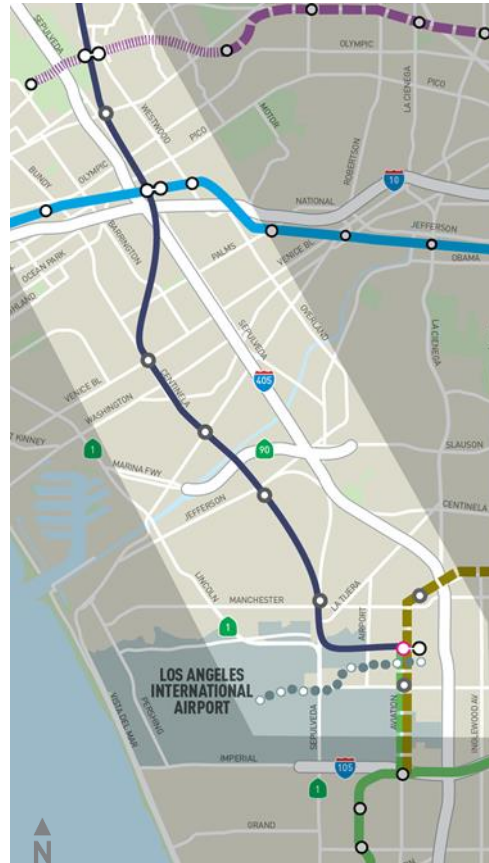 SEPULVEDA
OLYMPIC
PICO
LA CIENEGA
WESTWOOD
PICO
MOTOR
ROBERTSON
BUNDY
OLYMPIC
10
NATIONAL
BARRINGTON
JEFFERSON
OBAMA
OCEAN PARK
PALMS
VENICE BL
HLAND
SEPULVEDA
OVERLAND
LA CIENEGA
405
VENICE BL
CENTINELA
WASHINGTON
T KINNEY
1
90
SLAUSON
MARINA FWY
JEFFERSON
CENTINELA
LINCOLN
MANCHESTER
LA TIJERA
AIRPORT
1
LOS ANGELES
INTERNATIONAL
AIRPORT
VISTA DEL MAR
PERSHING
SEPULVEDA
AVIATION
INGLEWOOD AV
IMPERIAL
105
1
GRAND
N